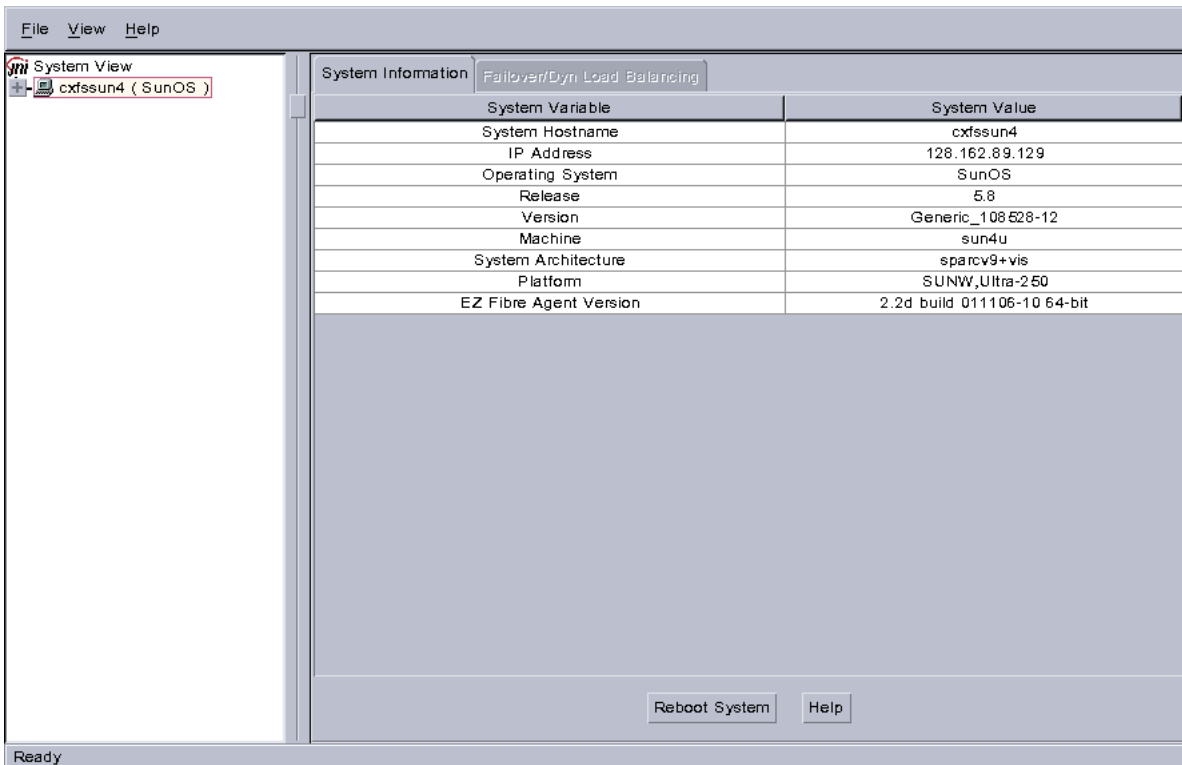 File View Help
jni System View
cxfssun4 ( SunOS )
System Information Failover/Dyn Load Balancing
System Variable System Value
System Hostname cxfssun4
IP Address 128.162.89.129
Operating System SunOS
Release 5.8
Version Generic_108528-12
Machine sun4u
System Architecture sparcv9+vis
Platform SUNW,Ultra-250
EZ Fibre Agent Version 2.2d build 011106-10 64-bit
Reboot System Help
Ready